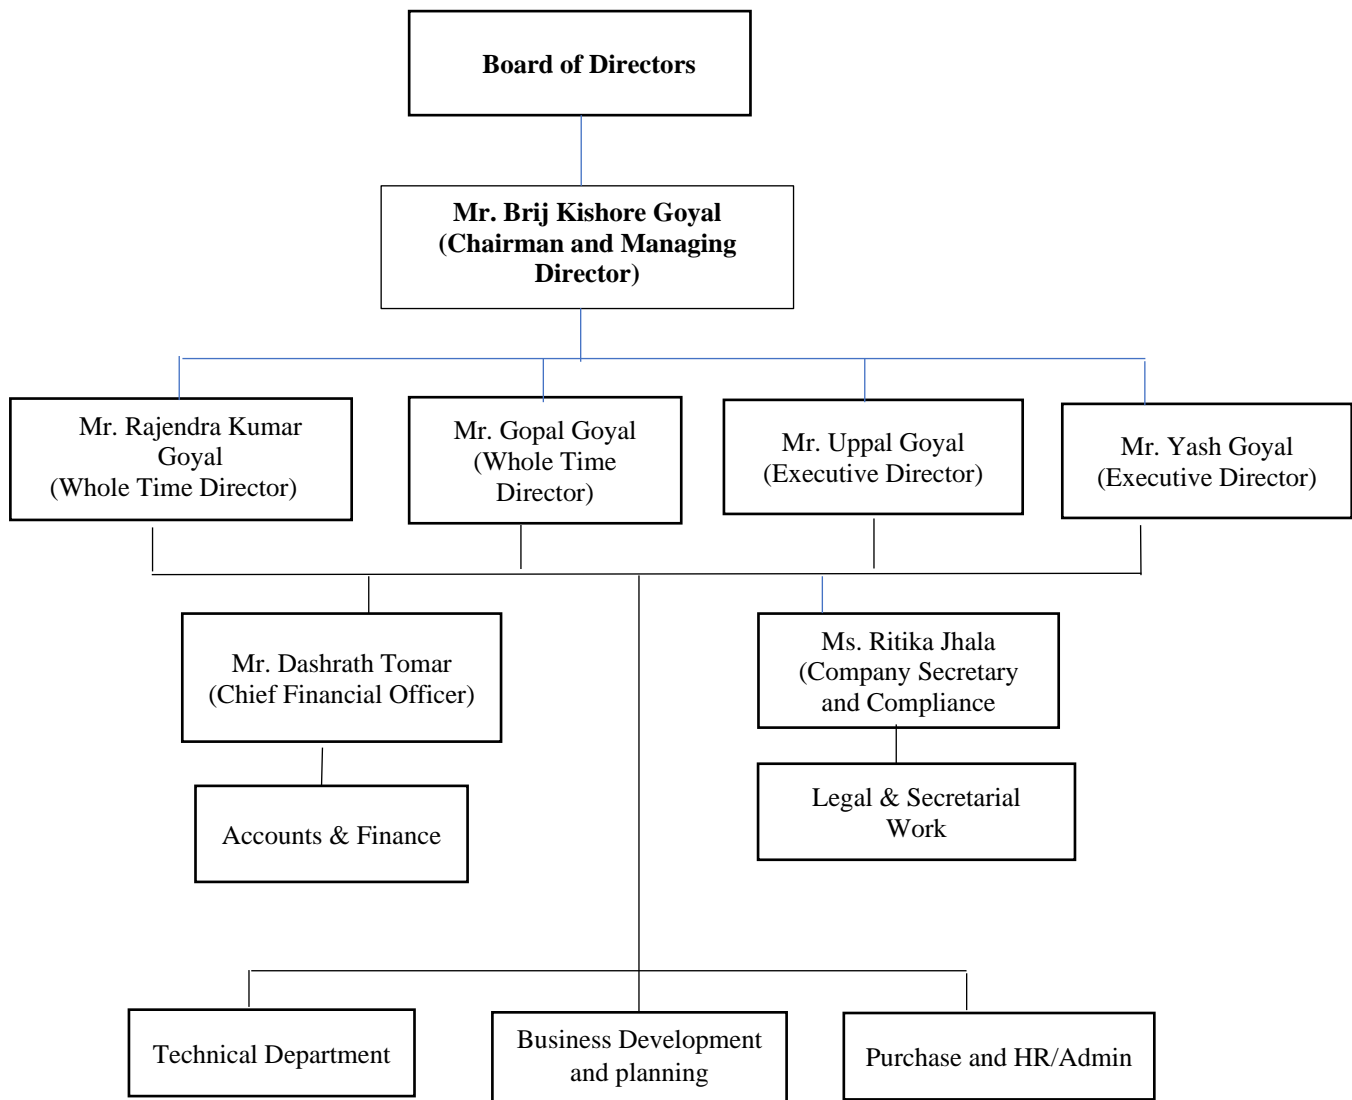 Board of Directors
Mr. Brij Kishore Goyal
(Chairman and Managing
Director)
Mr. Rajendra Kumar
Goyal
(Whole Time Director)
Mr. Gopal Goyal
(Whole Time
Director)
Mr. Uppal Goyal
(Executive Director)
Mr. Yash Goyal
(Executive Director)
Mr. Dashrath Tomar
(Chief Financial Officer)
Ms. Ritika Jhala
(Company Secretary
and Compliance
Accounts & Finance
Legal & Secretarial
Work
Technical Department
Business Development
and planning
Purchase and HR/Admin